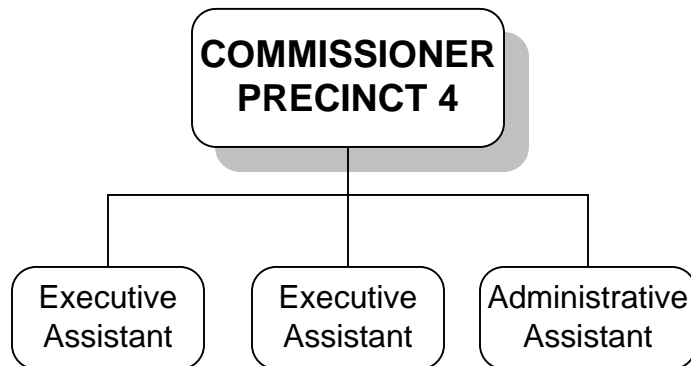 COMMISSIONER
PRECINCT 4
Executive
Assistant
Executive
Assistant
Administrative
Assistant